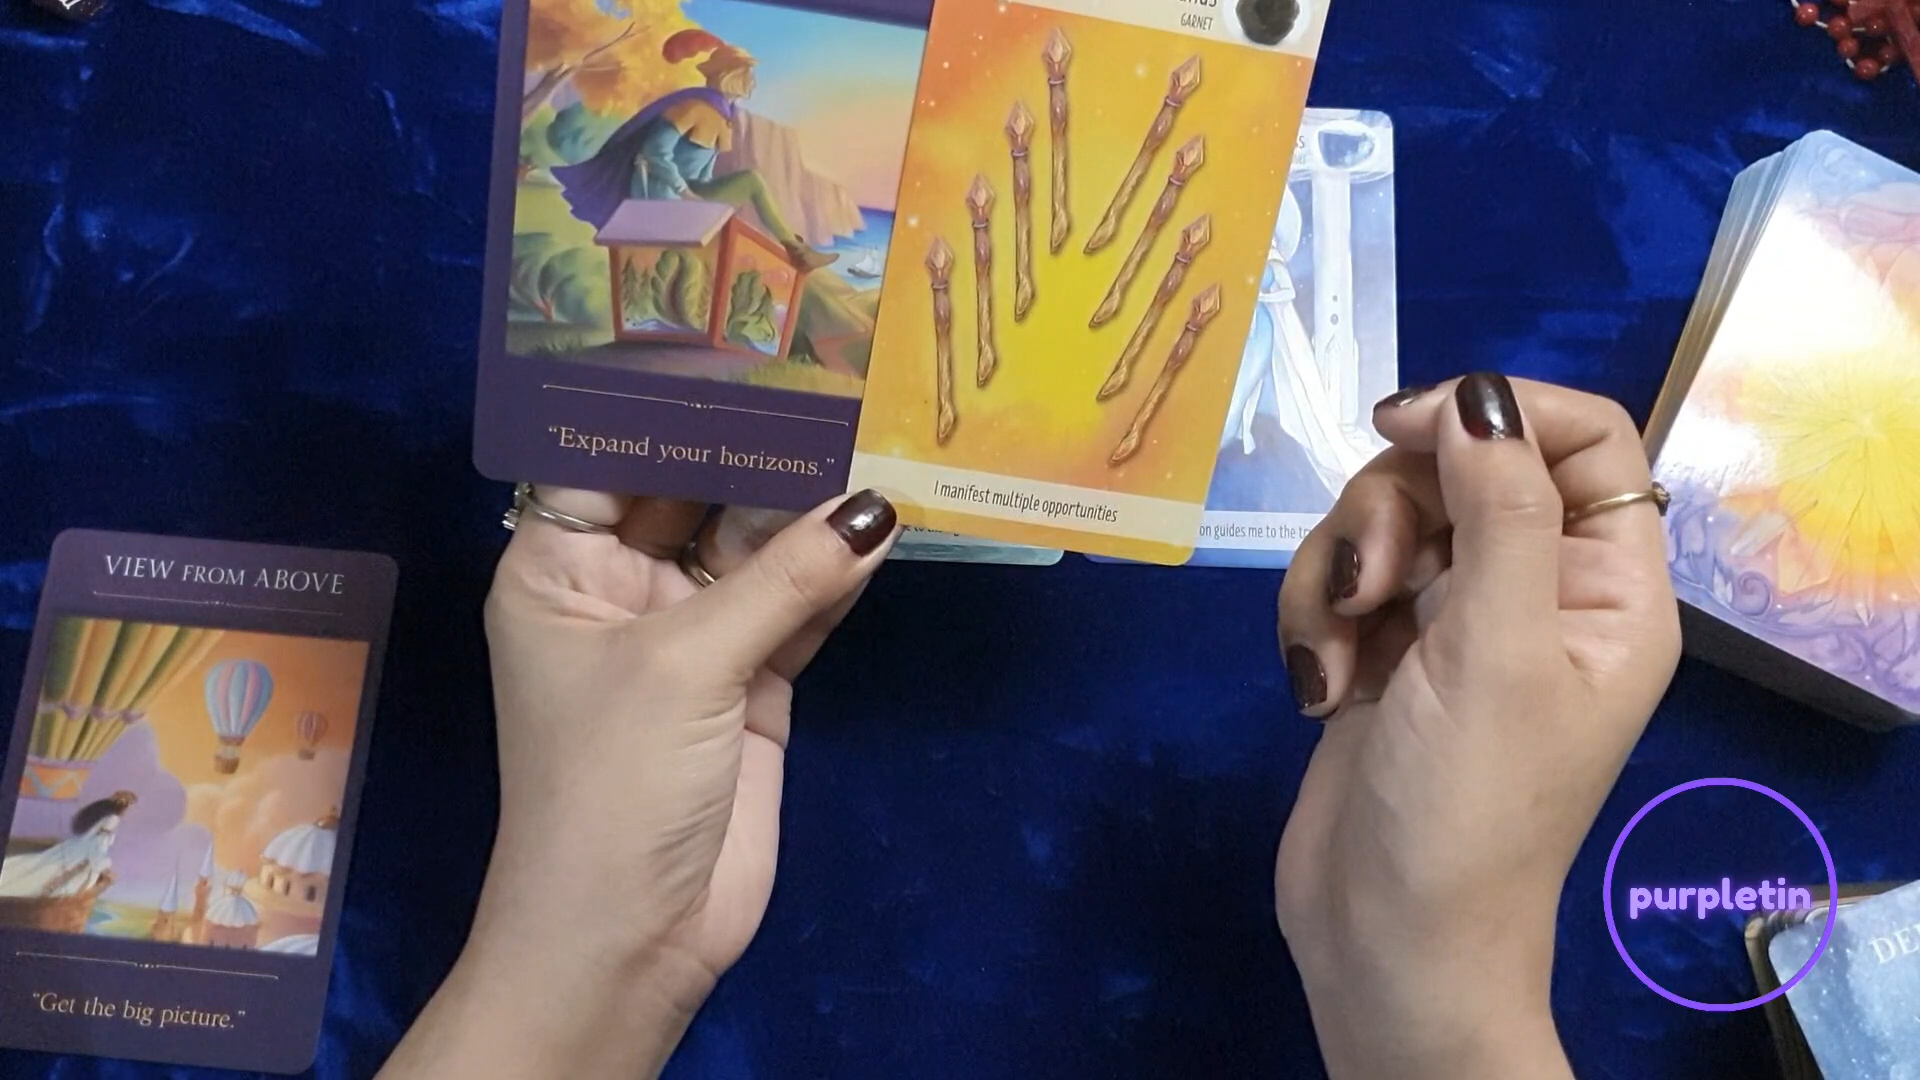 GARNET
"Expand your horizons."
I manifest multiple opportunities
on guides me to the
VIEW FROM ABOVE
"Get the big picture."
purpletin